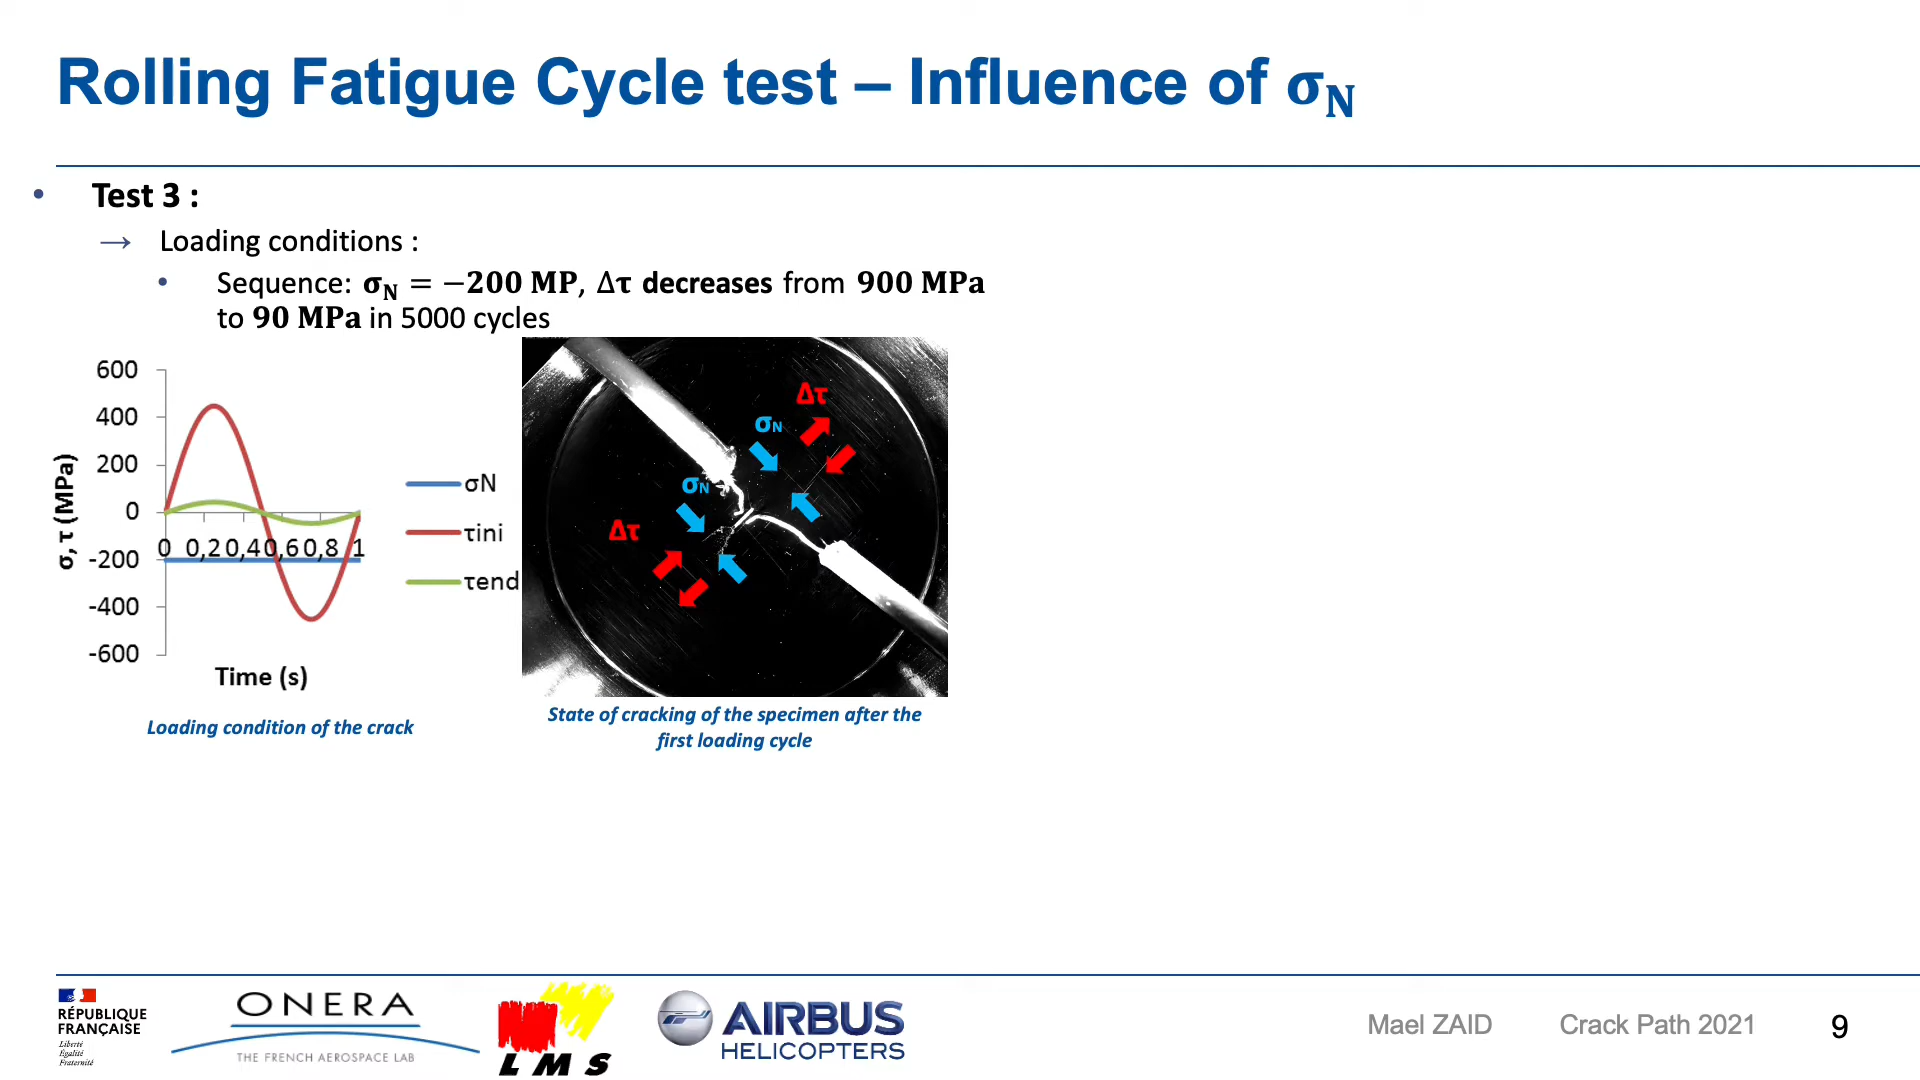 Rolling Fatigue Cycle test – Influence of σN
• Test 3 :
→ Loading conditions :
• Sequence: σN = −200 MP, Δτ decreases from 900 MPa
to 90 MPa in 5000 cycles
600
400
200
0
-200
-400
-600
σ, τ (MPa)
0 0,2 0,4 0,6 0,8 1
Time (s)
σN
τini
τend
Loading condition of the crack
Δτ
σN
σN
Δτ
State of cracking of the specimen after the
first loading cycle
RÉPUBLIQUE
FRANÇAISE
Liberté
Égalité
Fraternité
ONERA
THE FRENCH AEROSPACE LAB
LMS
AIRBUS
HELICOPTERS
Mael ZAID
Crack Path 2021
9